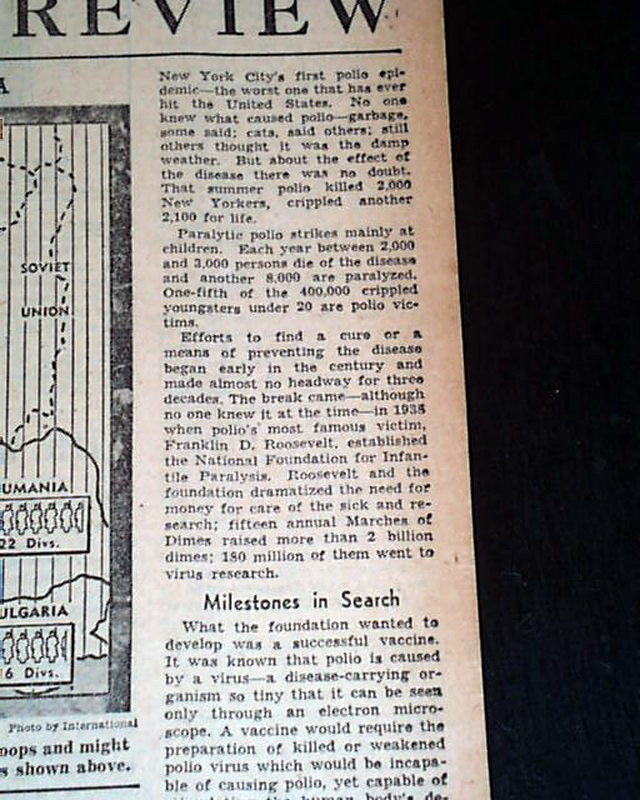 REVIEW
A
SOVIET
UNION
UMANIA
22 Divs.
ULGARIA
6 Divs.
Photo by International
oops and might
s shown above.
New York City's first polio epi-
demic—the worst one that has ever
hit the United States. No one
knew what caused polio—garbage,
some said; cats, said others; still
others thought it was the damp
weather. But about the effect of
the disease there was no doubt.
That summer polio killed 2,000
New Yorkers, crippled another
2,100 for life.
Paralytic polio strikes mainly at
children. Each year between 2,000
and 3,000 persons die of the disease
and another 8,000 are paralyzed.
One-fifth of the 400,000 crippled
youngsters under 20 are polio vic-
tims.
Efforts to find a cure or a
means of preventing the disease
began early in the century and
made almost no headway for three
decades. The break came—although
no one knew it at the time—in 1938
when polio's most famous victim,
Franklin D. Roosevelt, established
the National Foundation for Infan-
tile Paralysis. Roosevelt and the
foundation dramatized the need for
money for care of the sick and re-
search; fifteen annual Marches of
Dimes raised more than 2 billion
dimes; 180 million of them went to
virus research.
Milestones in Search
What the foundation wanted to
develop was a successful vaccine.
It was known that polio is caused
by a virus—a disease-carrying or-
ganism so tiny that it can be seen
only through an electron micro-
scope. A vaccine would require the
preparation of killed or weakened
polio virus which would be incapa-
ble of causing polio, yet capable of
the human body's de-